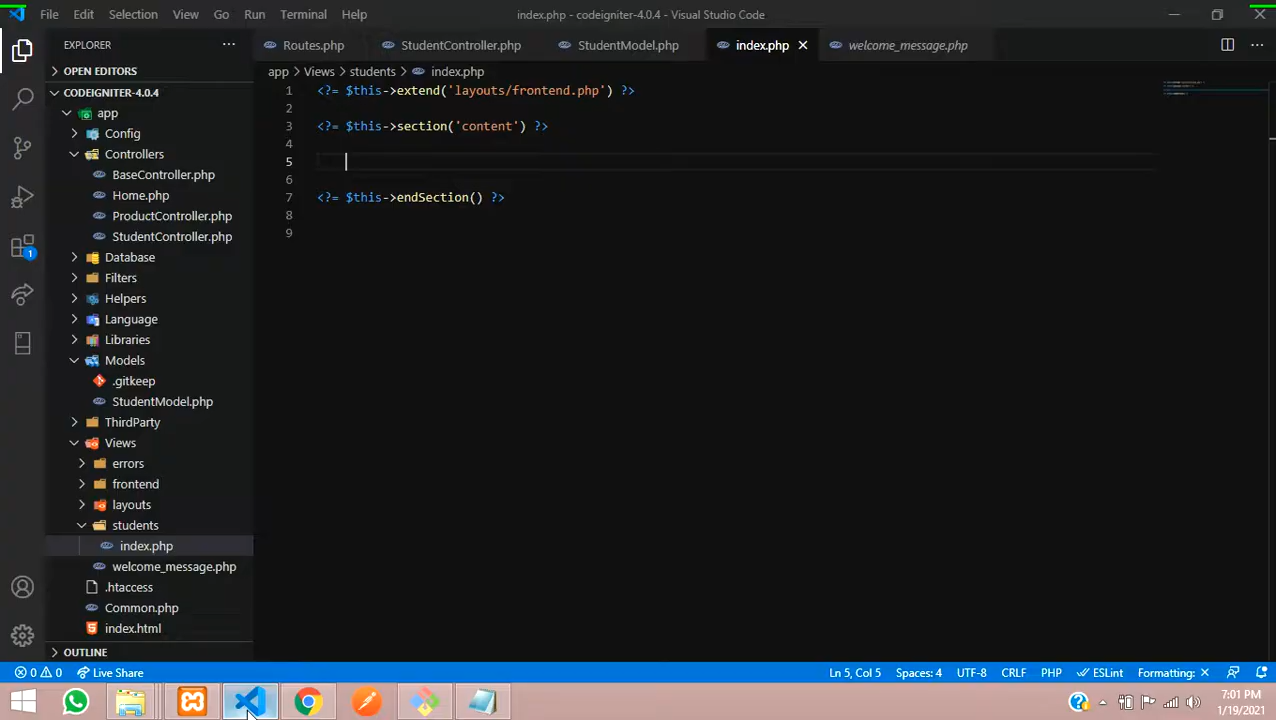 File Edit Selection View Go Run Terminal Help index.php - codeigniter-4.0.4 - Visual Studio Code
EXPLORER ···
Routes.php StudentController.php StudentModel.php index.php welcome_message.php
OPEN EDITORS
app > Views > students > index.php
CODEIGNITER-4.0.4
app
Config
Controllers
BaseController.php
Home.php
ProductController.php
StudentController.php
Database
Filters
Helpers
Language
Libraries
Models
.gitkeep
StudentModel.php
ThirdParty
Views
errors
frontend
layouts
students
index.php
welcome_message.php
.htaccess
Common.php
index.html
OUTLINE
1 <?= $this->extend('layouts/frontend.php') ?>
2
3 <?= $this->section('content') ?>
4
5
6
7 <?= $this->endSection() ?>
8
9
1
0 0 Live Share Ln 5, Col 5 Spaces: 4 UTF-8 CRLF PHP ESLint Formatting:
7:01 PM
1/19/2021